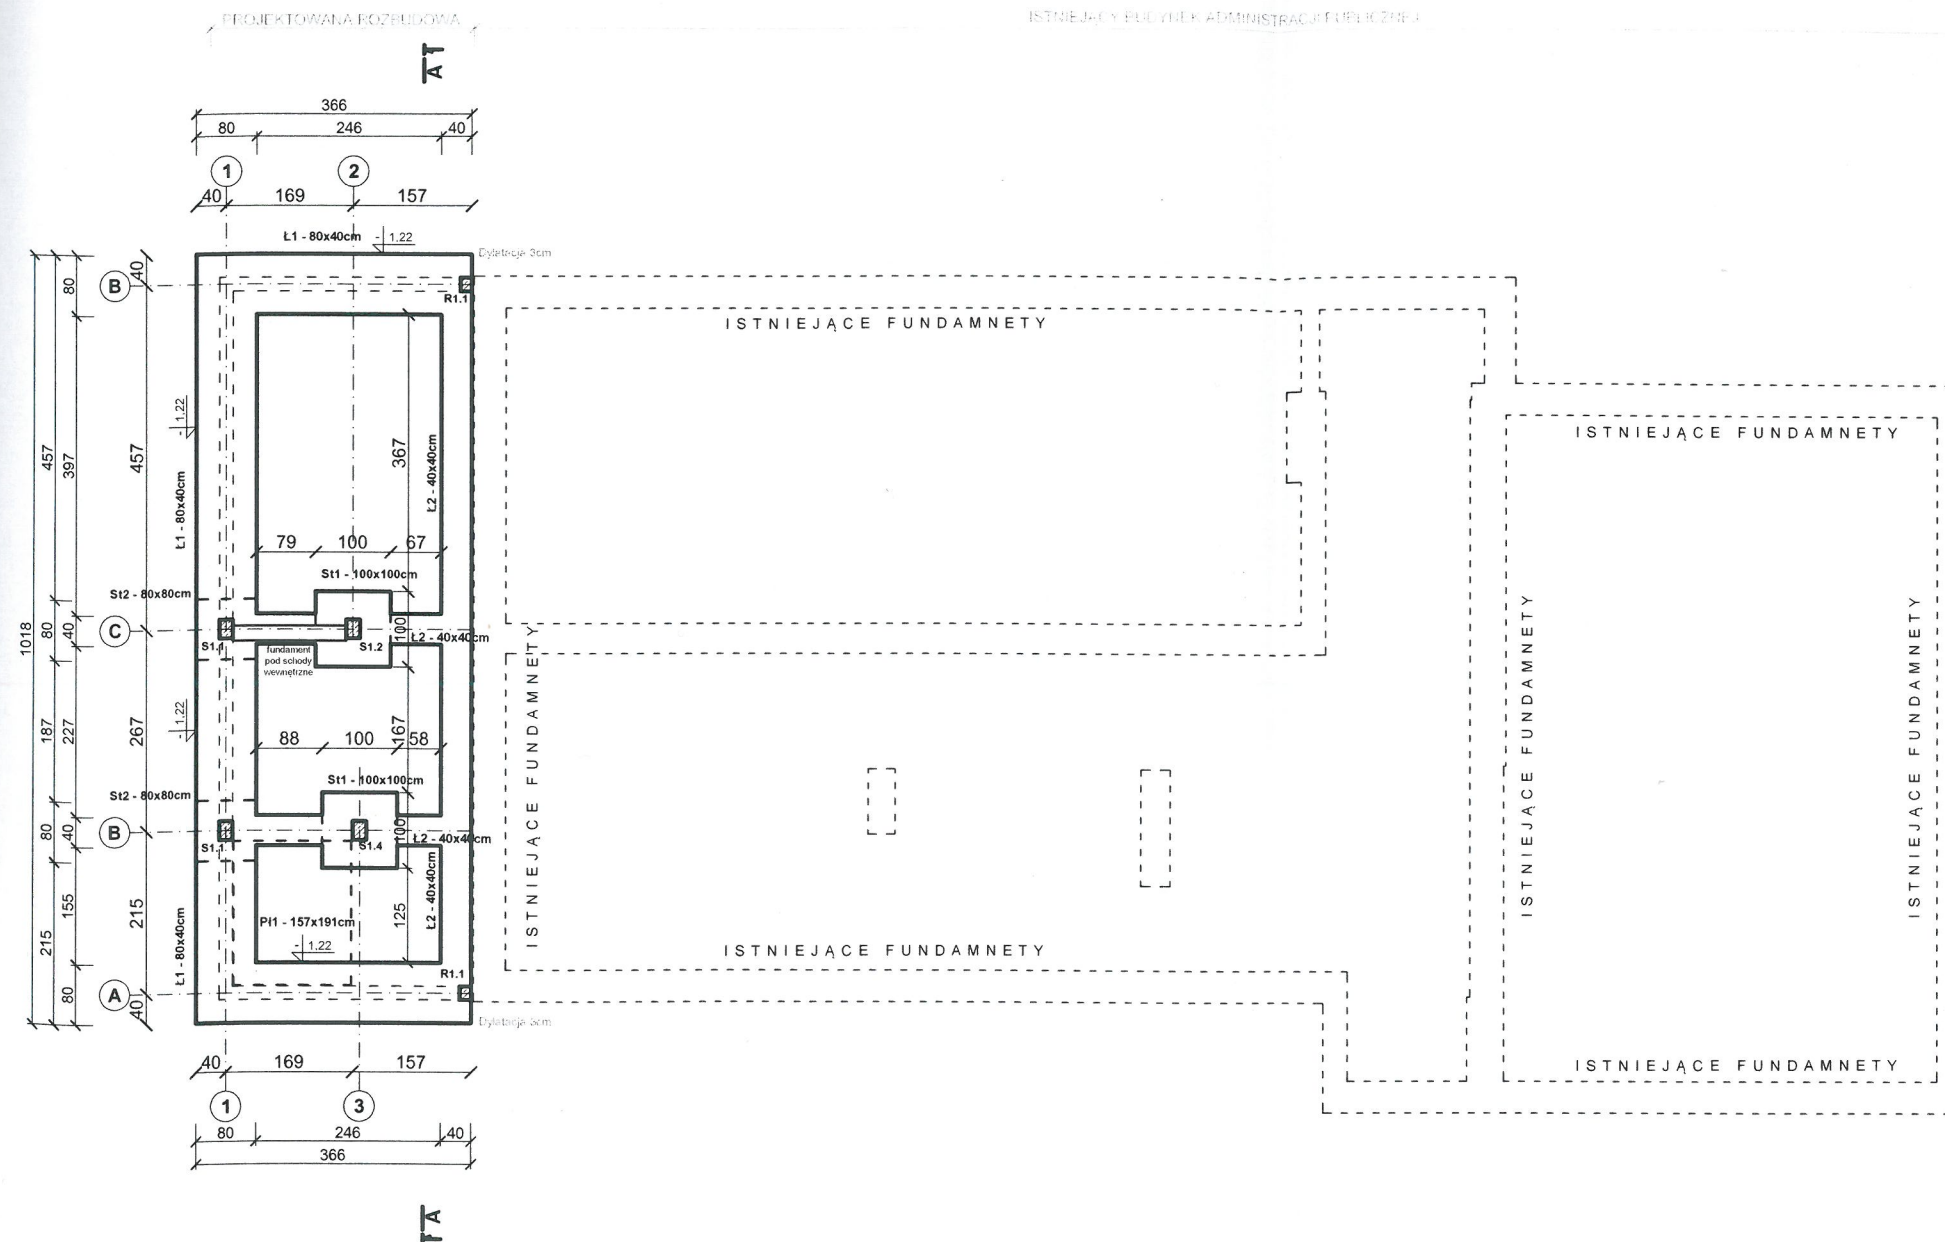 PROJEKTOWANA ROZBUDOWA
ISTNIEJĄCY BUDYNEK ADMINISTRACJI PUBLICZNEJ
A
366
80 246 40
1 2
40 169 157
Ł1 - 80x40cm
- 1,22
Dylatacja 3cm
B
R1.1
40
80
ISTNIEJĄCE FUNDAMNETY
ISTNIEJĄCE FUNDAMNETY
- 1,22
457
397
457
367
Ł2 - 40x40cm
Ł1 - 80x40cm
79 100 67
St1 - 100x100cm
St2 - 80x80cm
1018
80
40
C
100
Ł2 - 40x40cm
S1.1
S1.2
fundament
pod schody
wewnętrzne
- 1,22
187
227
267
167
88 100 58
St1 - 100x100cm
St2 - 80x80cm
80
40
B
100
Ł2 - 40x40cm
S1.1
S1.4
ISTNIEJĄCE FUNDAMNETY
ISTNIEJĄCE FUNDAMNETY
ISTNIEJĄCE FUNDAMNETY
215
155
215
125
Ł2 - 40x40cm
Ł1 - 80x40cm
Pł1 - 157x191cm
- 1,22
ISTNIEJĄCE FUNDAMNETY
R1.1
80
A
40
Dylatacja 3cm
ISTNIEJĄCE FUNDAMNETY
40 169 157
1 3
80 246 40
366
A